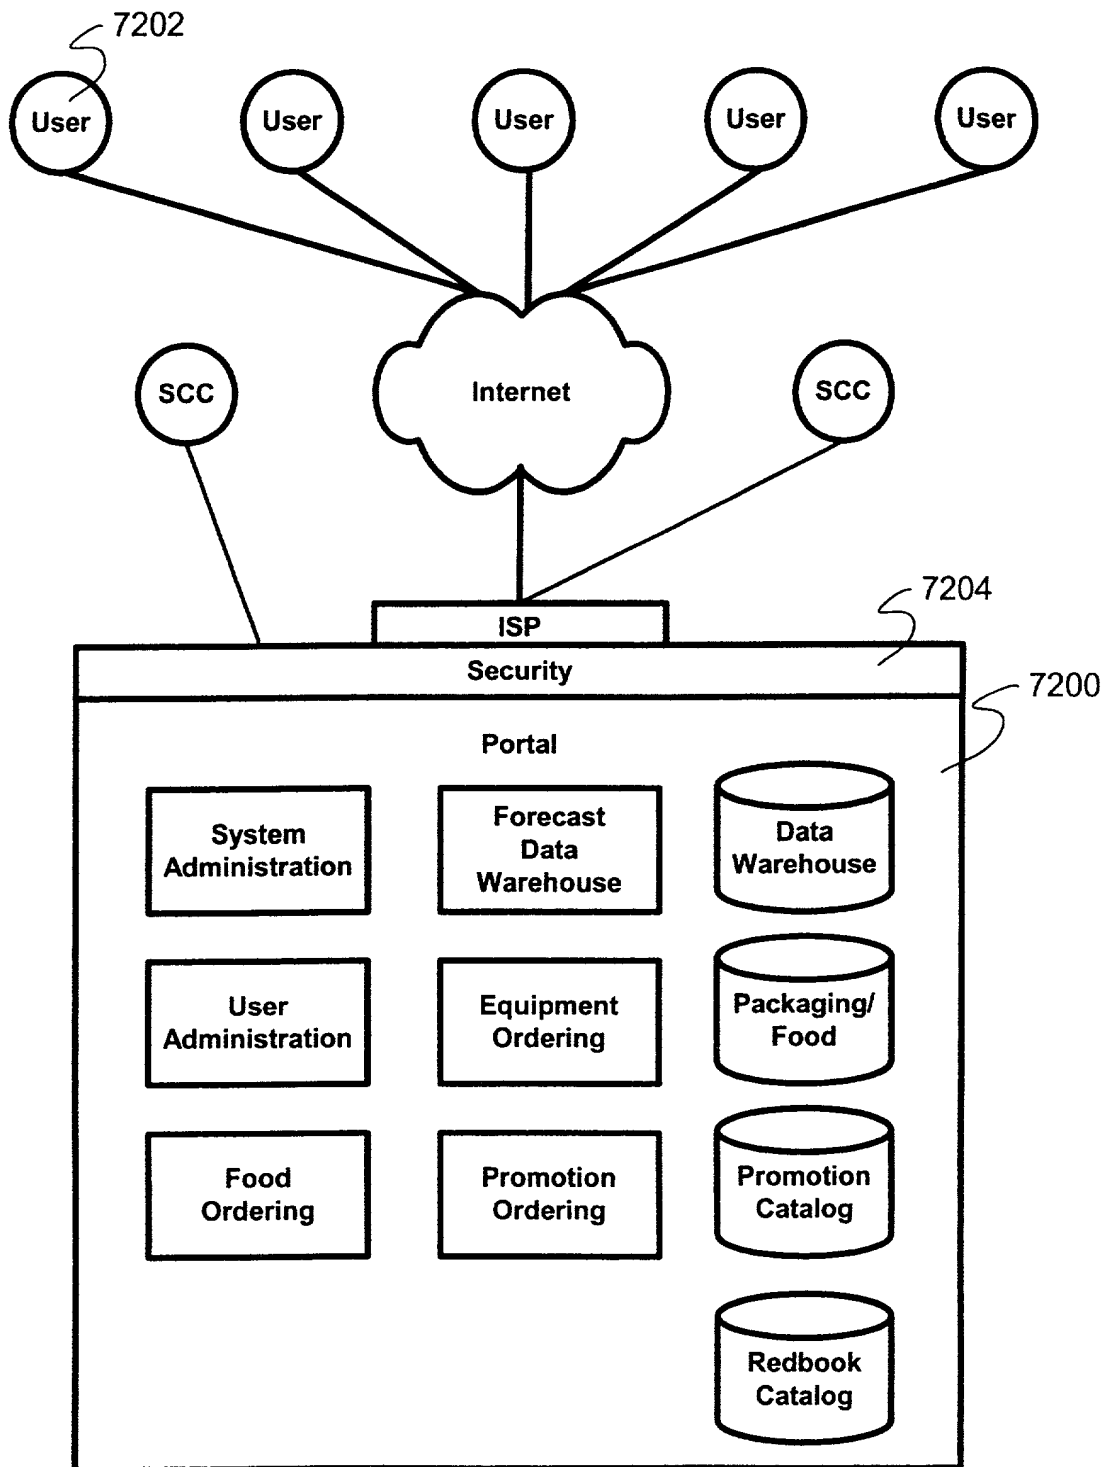 7202
User
User
User
User
User
SCC
Internet
SCC
7204
ISP
Security
7200
Portal
System
Administration
Forecast
Data
Warehouse
Data
Warehouse
User
Administration
Equipment
Ordering
Packaging/
Food
Food
Ordering
Promotion
Ordering
Promotion
Catalog
Redbook
Catalog